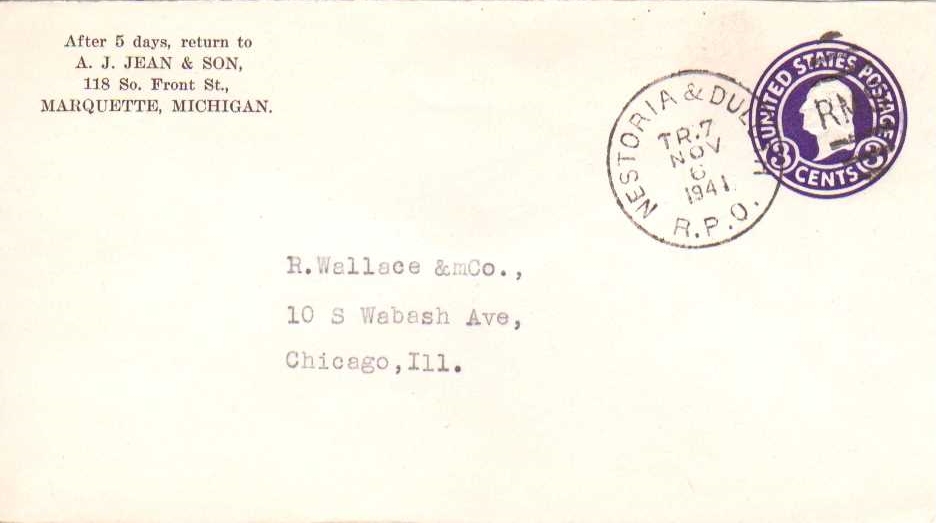 After 5 days, return to
A. J. JEAN & SON,
118 So. Front St.,
MARQUETTE, MICHIGAN.
NESTORIA & DUL
TR.7
NOV
6
1941
R.P.O.
UNITED STATES POSTAGE
3 CENTS 3
RM
R.Wallace &mCo.,
10 S Wabash Ave,
Chicago,Ill.